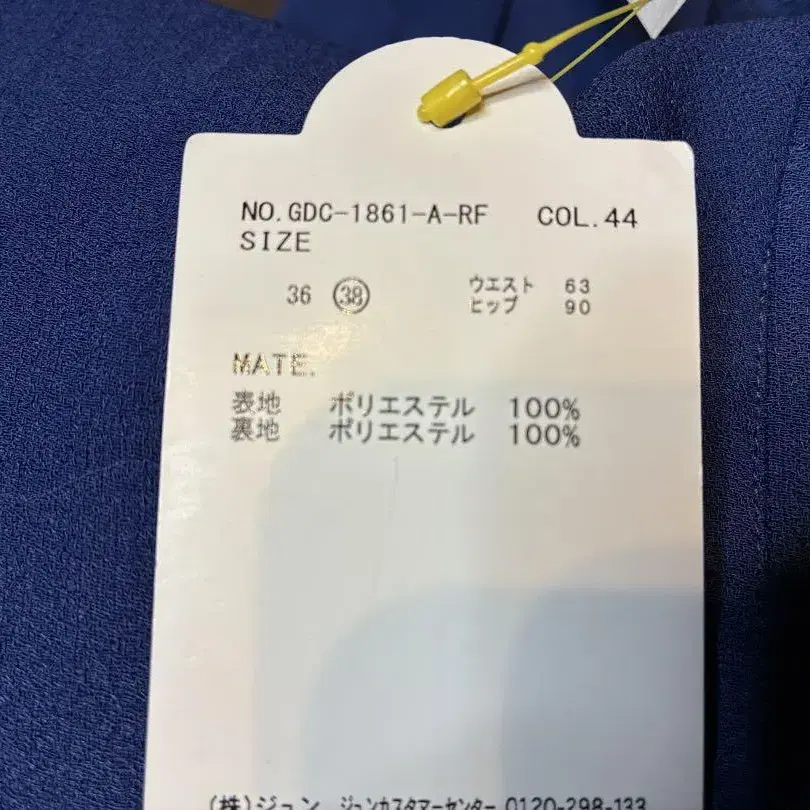 NO.GDC-1861-A-RF COL.44
SIZE
36 38 ウエスト 63
ヒップ 90
MATE.
表地 ポリエステル 100%
裏地 ポリエステル 100%
(株)ジュン ジュンカスタマーセンター 0120-298-133